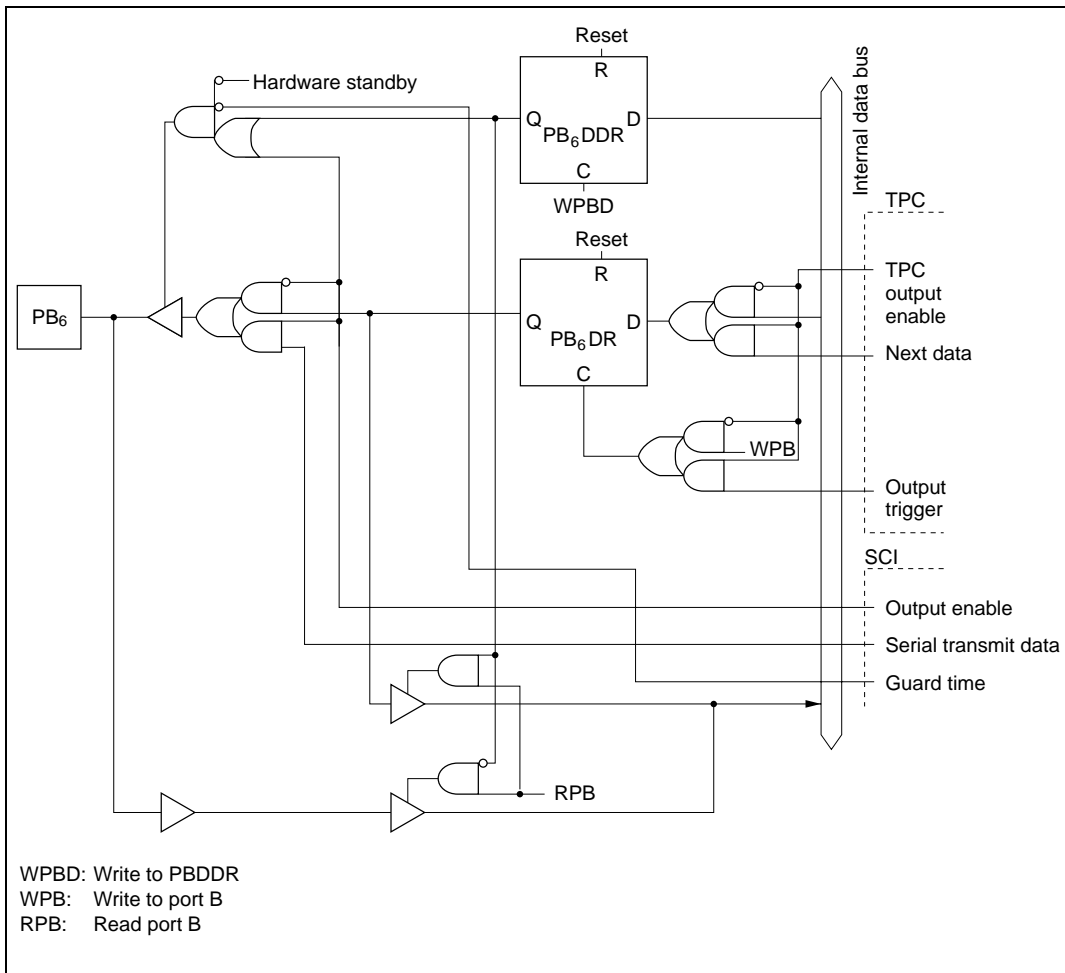 Reset
R
Hardware standby
Q
D
PB6DDR
C
WPBD
Internal data bus
TPC
Reset
R
TPC
output
enable
PB6
Q
D
PB6DR
C
Next data
WPB
Output
trigger
SCI
Output enable
Serial transmit data
Guard time
RPB
WPBD: Write to PBDDR
WPB: Write to port B
RPB: Read port B